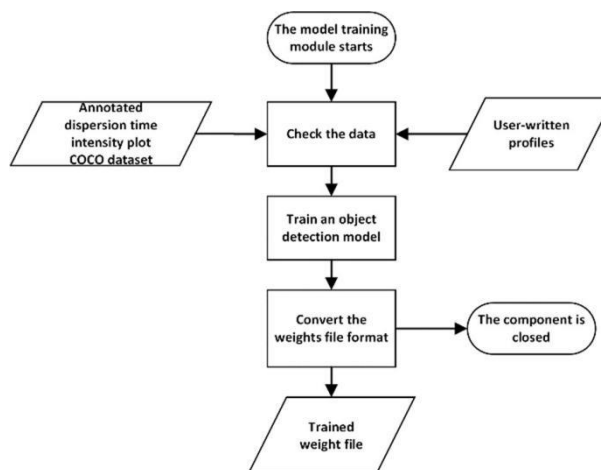 The model training
module starts
Annotated
dispersion time
intensity plot
COCO dataset
Check the data
User-written
profiles
Train an object
detection model
Convert the
weights file format
The component is
closed
Trained
weight file